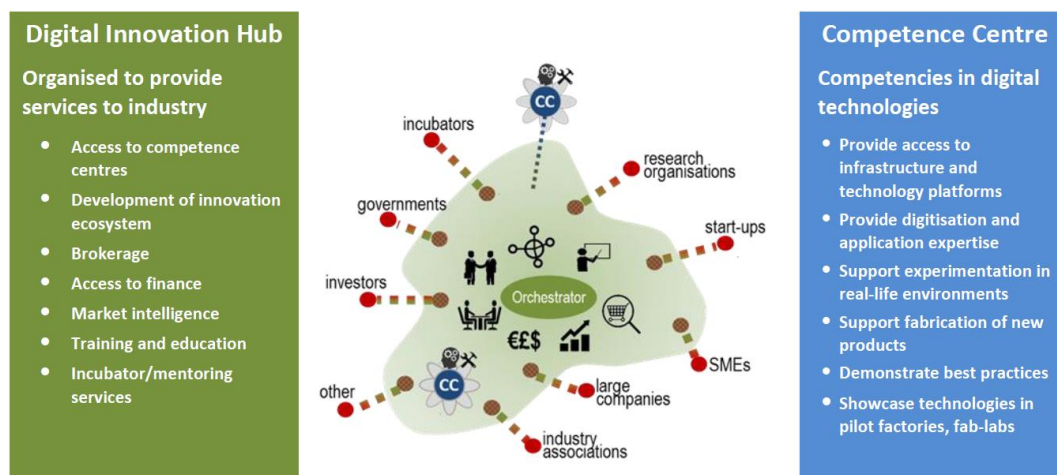 Digital Innovation Hub
Organised to provide
services to industry
• Access to competence
centres
• Development of innovation
ecosystem
• Brokerage
• Access to finance
• Market intelligence
• Training and education
• Incubator/mentoring
services
CC
incubators
research
organisations
governments
start-ups
investors
Orchestrator
€£$
SMEs
CC
other
large
companies
industry
associations
Competence Centre
Competencies in digital
technologies
• Provide access to
infrastructure and
technology platforms
• Provide digitisation and
application expertise
• Support experimentation in
real-life environments
• Support fabrication of new
products
• Demonstrate best practices
• Showcase technologies in
pilot factories, fab-labs